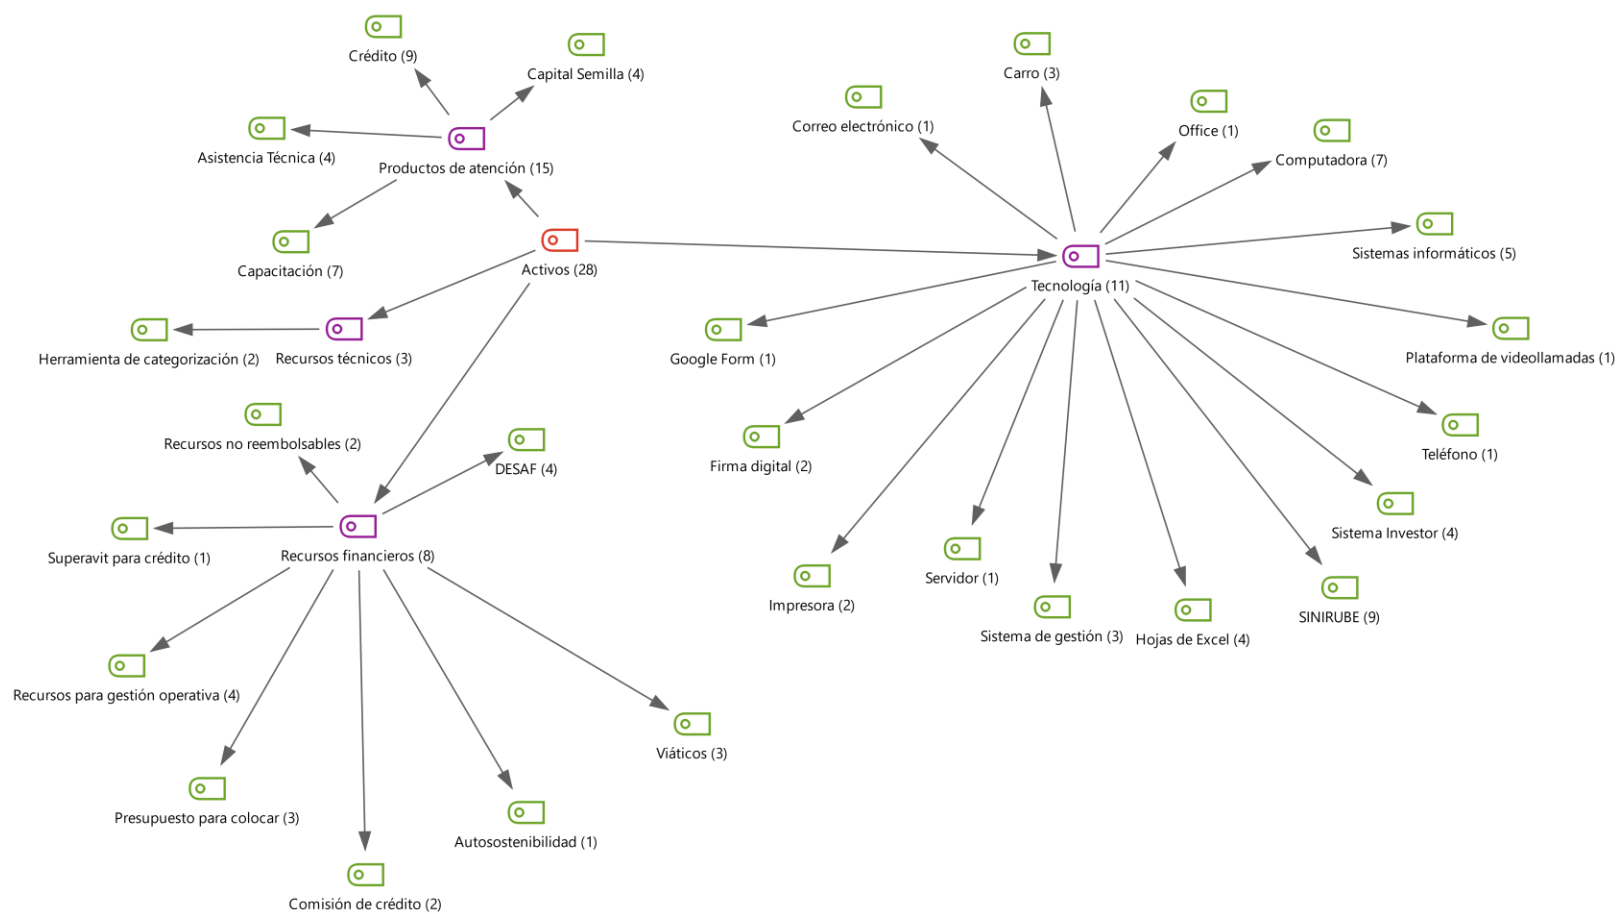 Crédito (9)
Capital Semilla (4)
Asistencia Técnica (4)
Productos de atención (15)
Capacitación (7)
Activos (28)
Herramienta de categorización (2)
Recursos técnicos (3)
Recursos no reembolsables (2)
DESAF (4)
Superavit para crédito (1)
Recursos financieros (8)
Recursos para gestión operativa (4)
Viáticos (3)
Presupuesto para colocar (3)
Autosostenibilidad (1)
Comisión de crédito (2)
Carro (3)
Correo electrónico (1)
Office (1)
Computadora (7)
Sistemas informáticos (5)
Tecnología (11)
Google Form (1)
Plataforma de videollamadas (1)
Firma digital (2)
Teléfono (1)
Sistema Investor (4)
Servidor (1)
Impresora (2)
Sistema de gestión (3)
Hojas de Excel (4)
SINIRUBE (9)